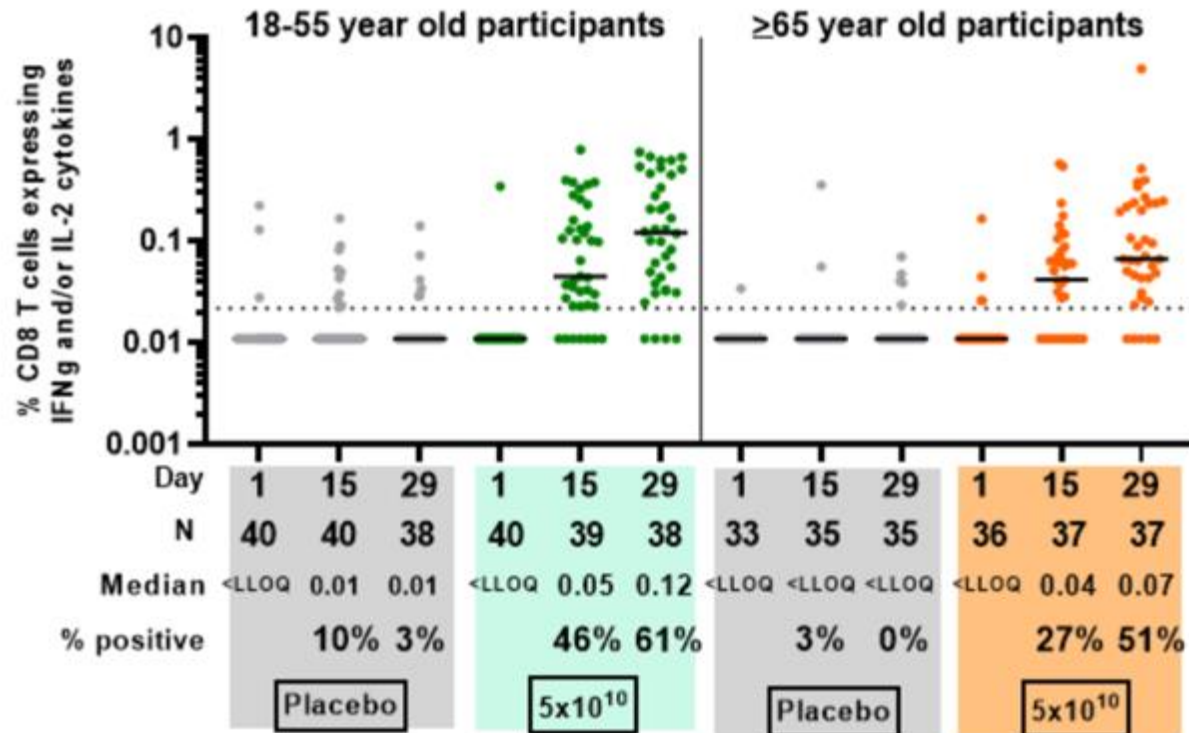 18-55 year old participants
≥65 year old participants
% CD8 T cells expressing
IFNg and/or IL-2 cytokines
10
1
0.1
0.01
0.001
Day 1 15 29 1 15 29 1 15 29 1 15 29
N 40 40 38 40 39 38 33 35 35 36 37 37
Median <LLOQ 0.01 0.01 <LLOQ 0.05 0.12 <LLOQ <LLOQ <LLOQ <LLOQ 0.04 0.07
% positive 10% 3% 46% 61% 3% 0% 27% 51%
Placebo 5x10¹⁰ Placebo 5x10¹⁰